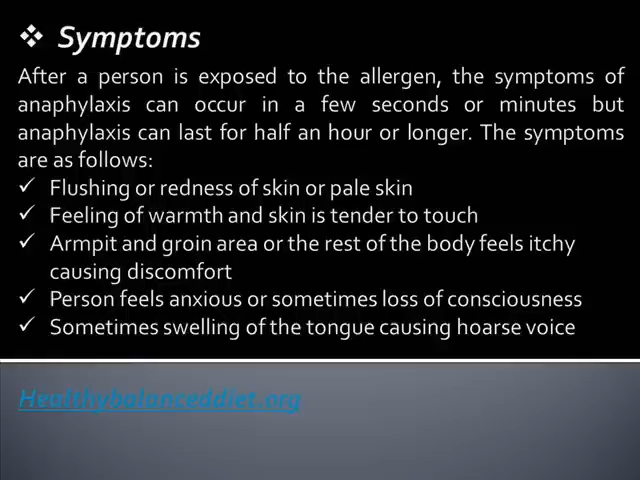 ❖ Symptoms
After a person is exposed to the allergen, the symptoms of
anaphylaxis can occur in a few seconds or minutes but
anaphylaxis can last for half an hour or longer. The symptoms
are as follows:
✓ Flushing or redness of skin or pale skin
✓ Feeling of warmth and skin is tender to touch
✓ Armpit and groin area or the rest of the body feels itchy
causing discomfort
✓ Person feels anxious or sometimes loss of consciousness
✓ Sometimes swelling of the tongue causing hoarse voice
Healthybalanceddiet.org